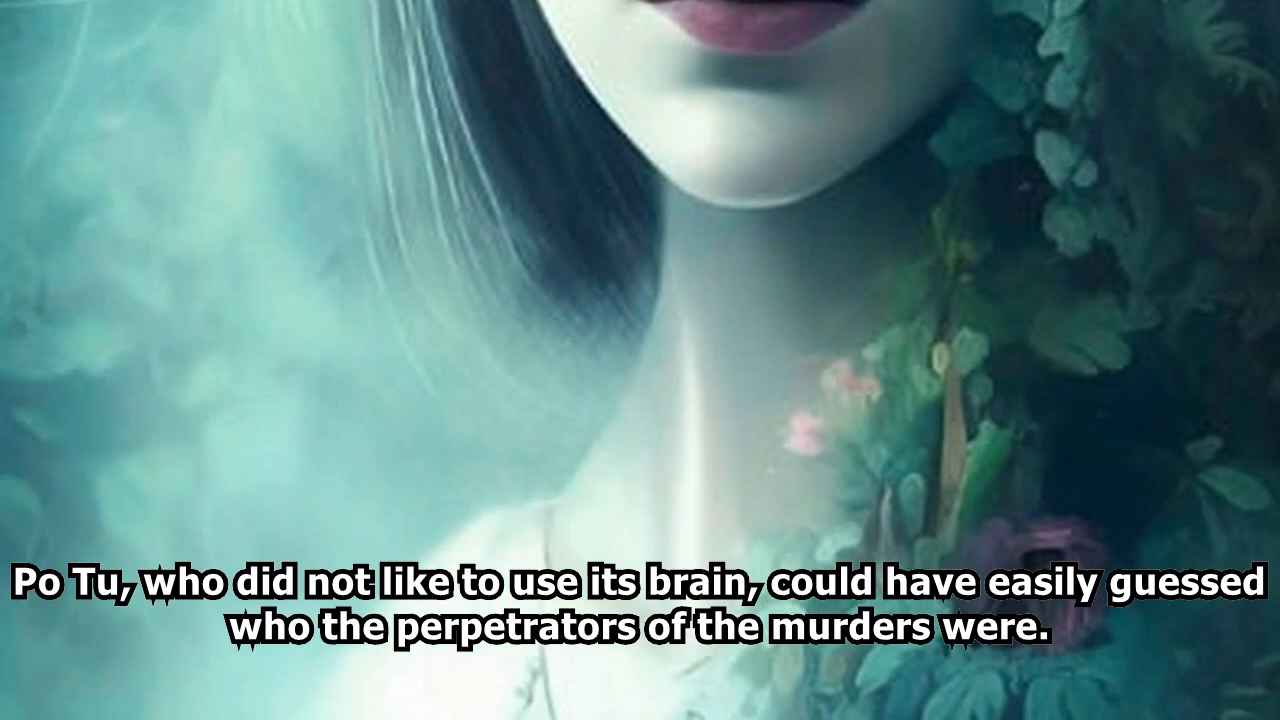 Po Tu, who did not like to use its brain, could have easily guessed
who the perpetrators of the murders were.